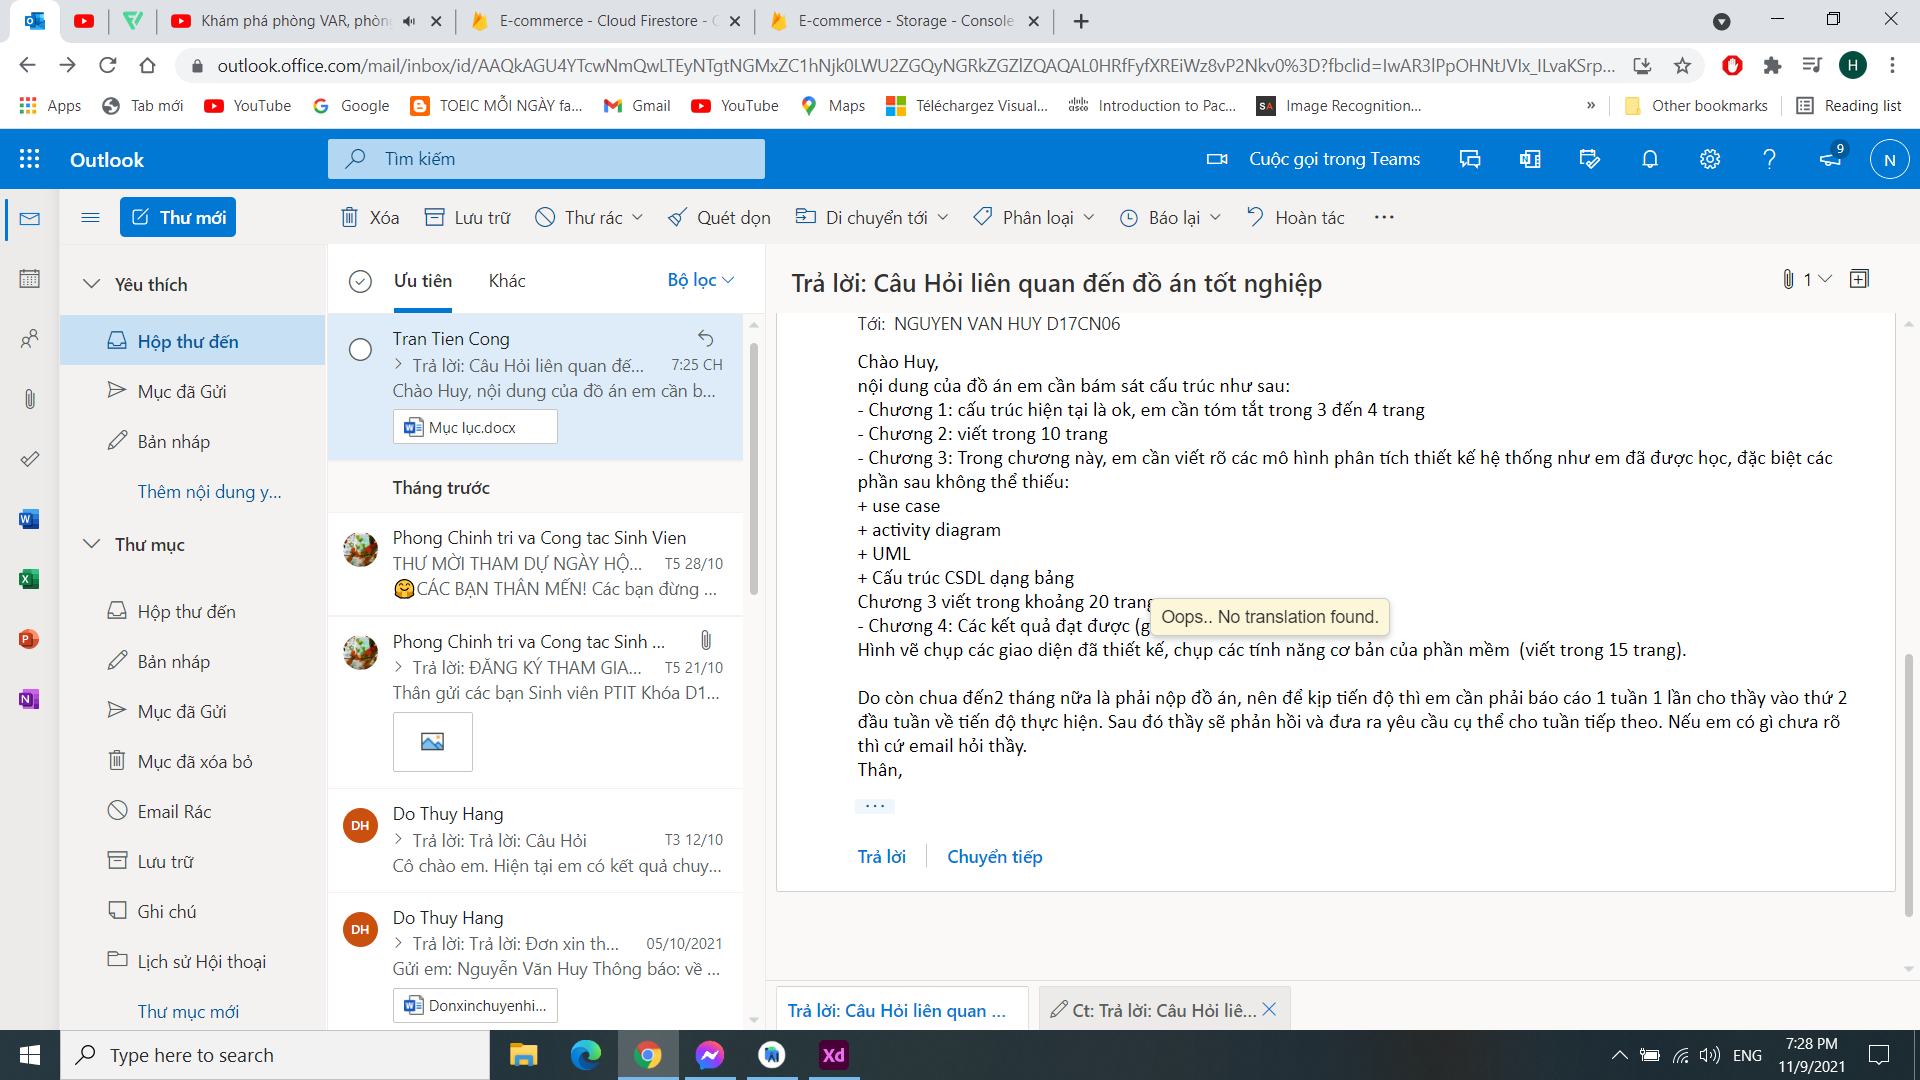 Khám phá phòng VAR, phòn
E-commerce - Cloud Firestore - C
E-commerce - Storage - Console
outlook.office.com/mail/inbox/id/AAQkAGU4YTcwNmQwLTEyNTgtNGMxZC1hNjk0LWU2ZGQyNGRkZGZlZQAQAL0HRfFyfXREiWz8vP2Nkv0%3D?fbclid=IwAR3lPpOHNtJVIx_ILvaKSrp...
H
Apps
Tab mới
YouTube
Google
TOEIC MỖI NGÀY fa...
Gmail
YouTube
Maps
Téléchargez Visual...
Introduction to Pac...
SA Image Recognition...
»
Other bookmarks
Reading list
Outlook
Tìm kiếm
Cuộc gọi trong Teams
9
N
Thư mới
Xóa
Lưu trữ
Thư rác
Quét dọn
Di chuyển tới
Phân loại
Báo lại
Hoàn tác
...
Yêu thích
Hộp thư đến
Mục đã Gửi
Bản nháp
Thêm nội dung y...
Thư mục
Hộp thư đến
Bản nháp
Mục đã Gửi
Mục đã xóa bỏ
Email Rác
Lưu trữ
Ghi chú
Lịch sử Hội thoại
Thư mục mới
Ưu tiên
Khác
Bộ lọc
Tran Tien Cong
Trả lời: Câu Hỏi liên quan đế... 7:25 CH
Chào Huy, nội dung của đồ án em cần b...
Mục lục.docx
Tháng trước
Phong Chinh tri va Cong tac Sinh Vien
THƯ MỜI THAM DỰ NGÀY HỘ... T5 28/10
🤗CÁC BẠN THÂN MẾN! Các bạn đừng ...
Phong Chinh tri va Cong tac Sinh ...
Trả lời: ĐĂNG KÝ THAM GIA... T5 21/10
Thân gửi các bạn Sinh viên PTIT Khóa D1...
DH
Do Thuy Hang
Trả lời: Trả lời: Câu Hỏi T3 12/10
Cô chào em. Hiện tại em có kết quả chuy...
DH
Do Thuy Hang
Trả lời: Trả lời: Đơn xin th... 05/10/2021
Gửi em: Nguyễn Văn Huy Thông báo: về ...
Donxinchuyenhi...
Trả lời: Câu Hỏi liên quan đến đồ án tốt nghiệp
1
Tới: NGUYEN VAN HUY D17CN06
Chào Huy,
nội dung của đồ án em cần bám sát cấu trúc như sau:
- Chương 1: cấu trúc hiện tại là ok, em cần tóm tắt trong 3 đến 4 trang
- Chương 2: viết trong 10 trang
- Chương 3: Trong chương này, em cần viết rõ các mô hình phân tích thiết kế hệ thống như em đã được học, đặc biệt các
phần sau không thể thiếu:
+ use case
+ activity diagram
+ UML
+ Cấu trúc CSDL dạng bảng
Chương 3 viết trong khoảng 20 trang
Oops.. No translation found.
- Chương 4: Các kết quả đạt được (g
Hình vẽ chụp các giao diện đã thiết kế, chụp các tính năng cơ bản của phần mềm (viết trong 15 trang).
Do còn chua đến2 tháng nữa là phải nộp đồ án, nên để kịp tiến độ thì em cần phải báo cáo 1 tuần 1 lần cho thầy vào thứ 2
đầu tuần về tiến độ thực hiện. Sau đó thầy sẽ phản hồi và đưa ra yêu cầu cụ thể cho tuần tiếp theo. Nếu em có gì chưa rõ
thì cứ email hỏi thầy.
Thân,
...
Trả lời
Chuyển tiếp
Trả lời: Câu Hỏi liên quan ...
Ct: Trả lời: Câu Hỏi liê...
Type here to search
Xd
ENG
7:28 PM
11/9/2021